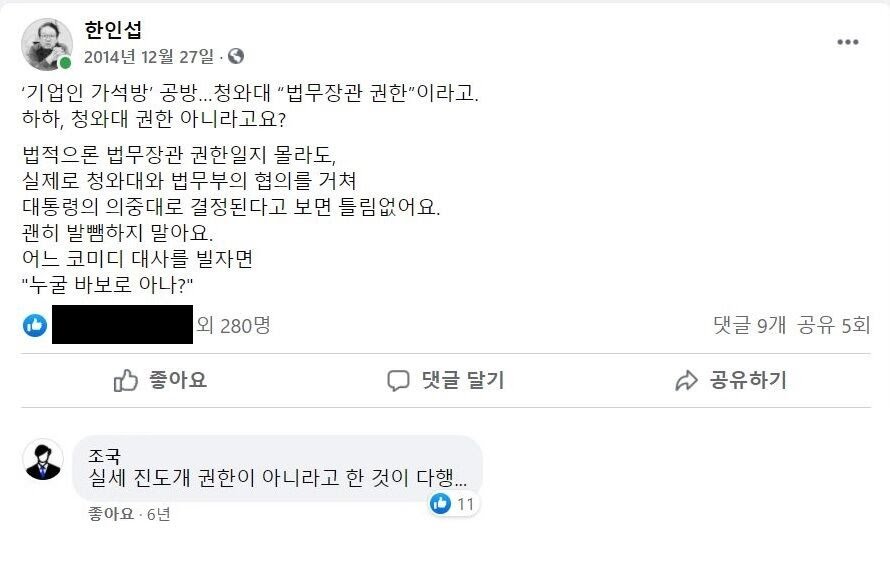 한인섭
2014년 12월 27일 ·
‘기업인 가석방’ 공방...청와대 “법무장관 권한”이라고.
하하, 청와대 권한 아니라고요?
법적으론 법무장관 권한일지 몰라도,
실제로 청와대와 법무부의 협의를 거쳐
대통령의 의중대로 결정된다고 보면 틀림없어요.
괜히 발뺌하지 말아요.
어느 코미디 대사를 빌자면
"누굴 바보로 아나?"
외 280명 댓글 9개 공유 5회
좋아요 댓글 달기 공유하기
조국
실세 진도개 권한이 아니라고 한 것이 다행...
11
좋아요 · 6년